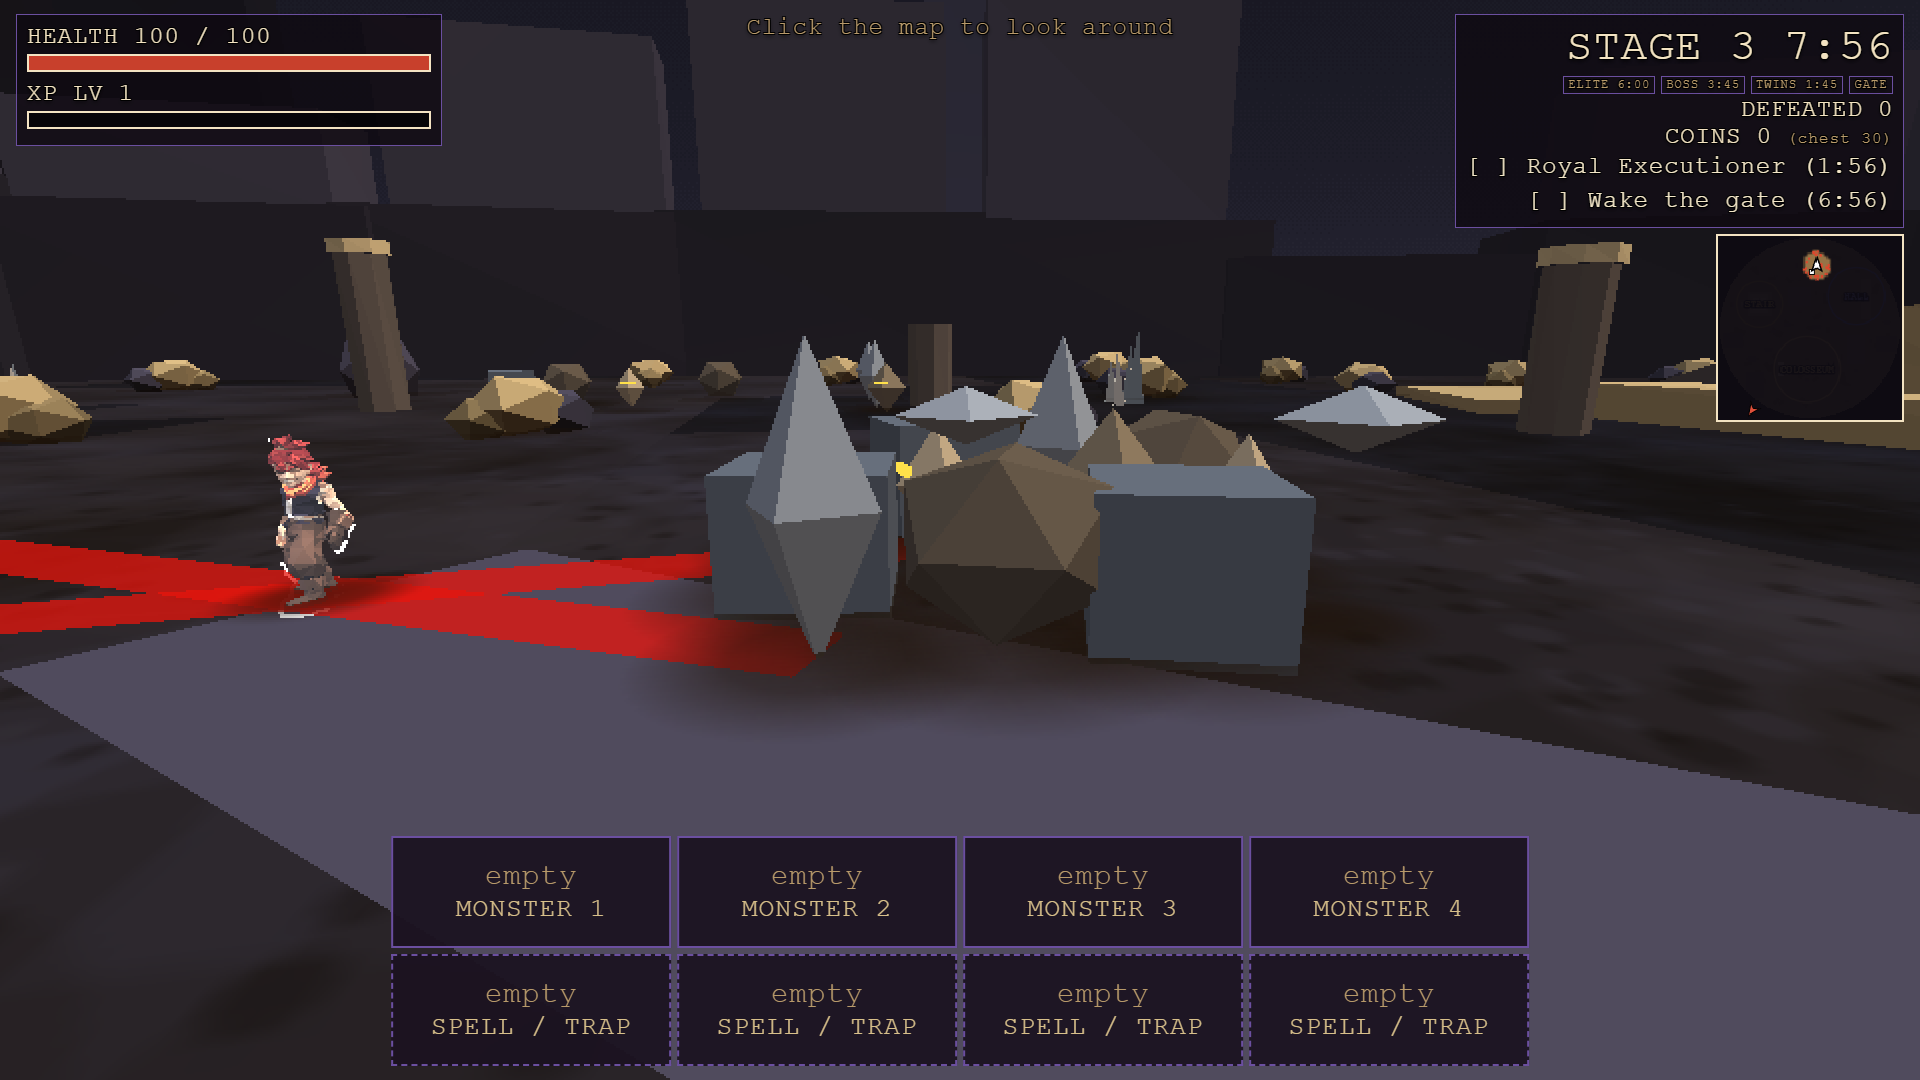 HEALTH 100 / 100
XP LV 1
Click the map to look around
STAGE 3 7:56
ELITE 6:00 BOSS 3:45 TWINS 1:45 GATE
DEFEATED 0
COINS 0 (chest 30)
[ ] Royal Executioner (1:56)
[ ] Wake the gate (6:56)
empty
MONSTER 1
empty
MONSTER 2
empty
MONSTER 3
empty
MONSTER 4
empty
SPELL / TRAP
empty
SPELL / TRAP
empty
SPELL / TRAP
empty
SPELL / TRAP